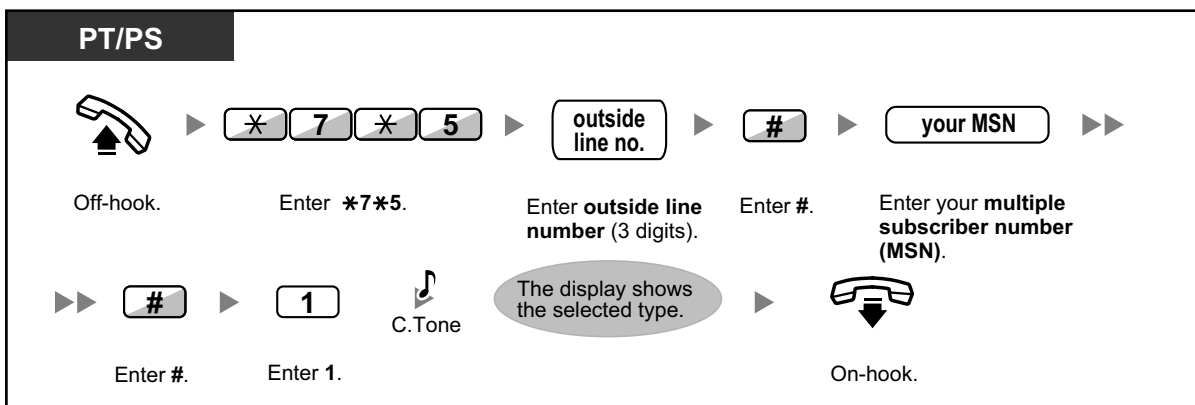 PT/PS
* 7 * 5
outside
line no.
#
your MSN
Off-hook.
Enter *7*5.
Enter outside line
number (3 digits).
Enter #.
Enter your multiple
subscriber number
(MSN).
#
1
C.Tone
The display shows
the selected type.
Enter #.
Enter 1.
On-hook.